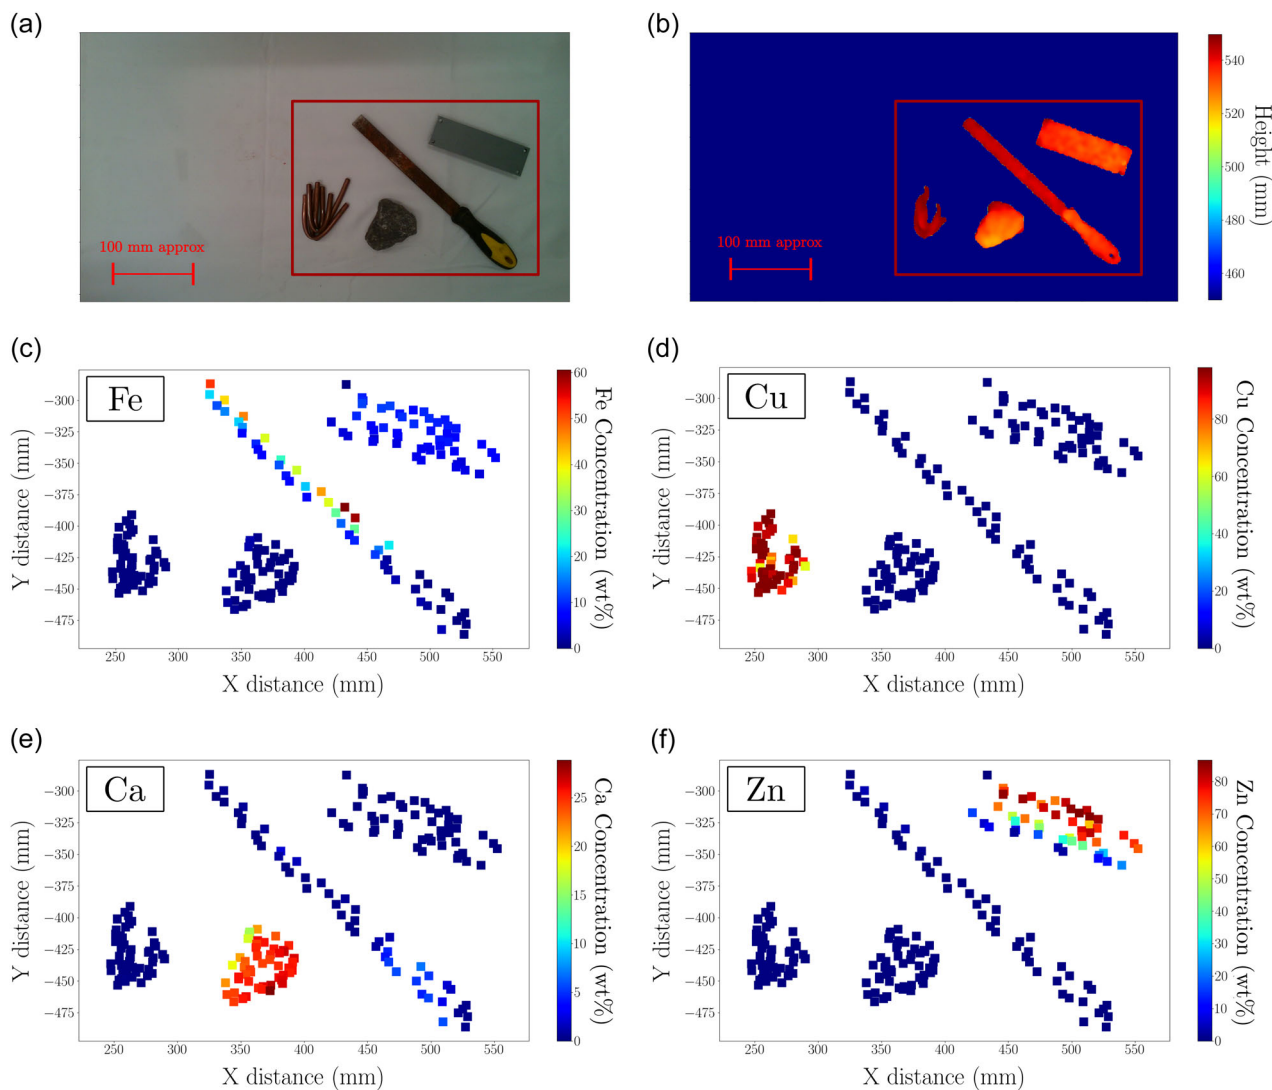 (a)
100 mm approx
(b)
100 mm approx
540
520
500
480
460
Height (mm)
(c)
Fe
−300
−325
−350
−375
−400
−425
−450
−475
Y distance (mm)
250 300 350 400 450 500 550
X distance (mm)
60
50
40
30
20
10
0
Fe Concentration (wt%)
(d)
Cu
−300
−325
−350
−375
−400
−425
−450
−475
Y distance (mm)
250 300 350 400 450 500 550
X distance (mm)
80
60
40
20
0
Cu Concentration (wt%)
(e)
Ca
−300
−325
−350
−375
−400
−425
−450
−475
Y distance (mm)
250 300 350 400 450 500 550
X distance (mm)
25
20
15
10
5
0
Ca Concentration (wt%)
(f)
Zn
−300
−325
−350
−375
−400
−425
−450
−475
Y distance (mm)
250 300 350 400 450 500 550
X distance (mm)
80
70
60
50
40
30
20
10
0
Zn Concentration (wt%)